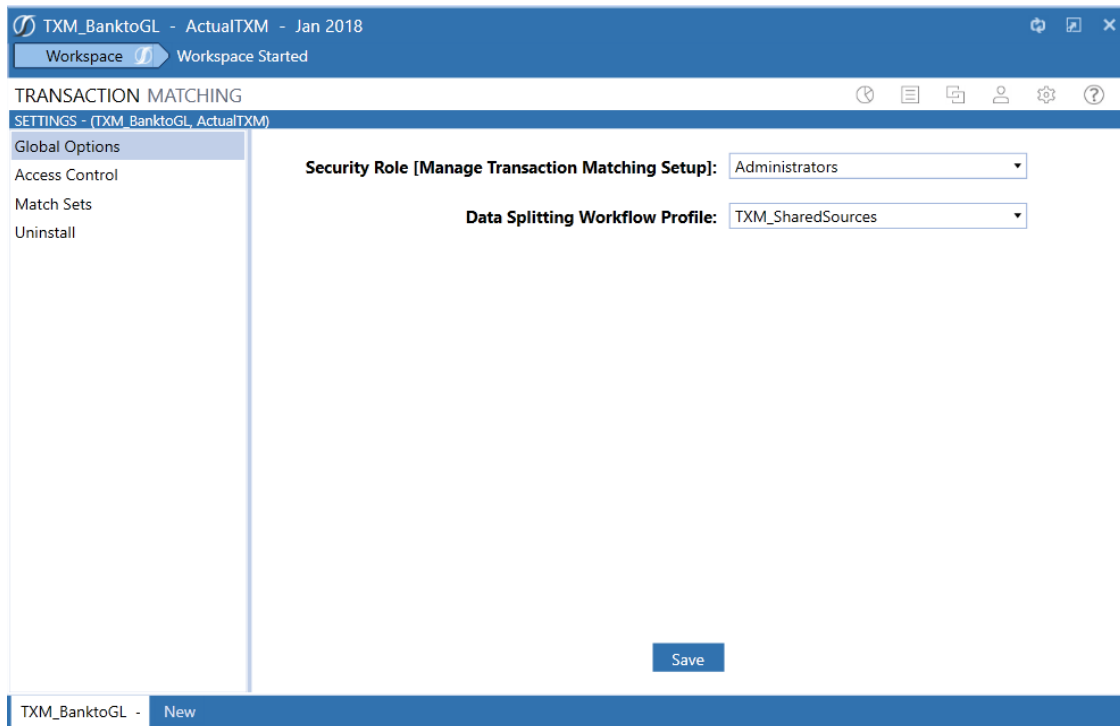 TXM_BanktoGL - ActualTXM - Jan 2018
Workspace Workspace Started
TRANSACTION MATCHING
SETTINGS - (TXM_BanktoGL, ActualTXM)
Global Options
Access Control
Match Sets
Uninstall
Security Role [Manage Transaction Matching Setup]: Administrators
Data Splitting Workflow Profile: TXM_SharedSources
Save
TXM_BanktoGL - New